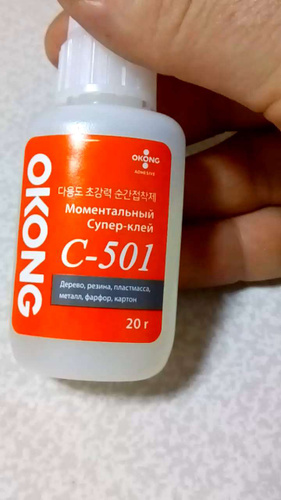 OKONG
ADHESIVE
OKONG
다용도 초강력 순간접착제
Моментальный
Супер-клей
C-501
Дерево, резина, пластмасса,
металл, фарфор, картон
20 г